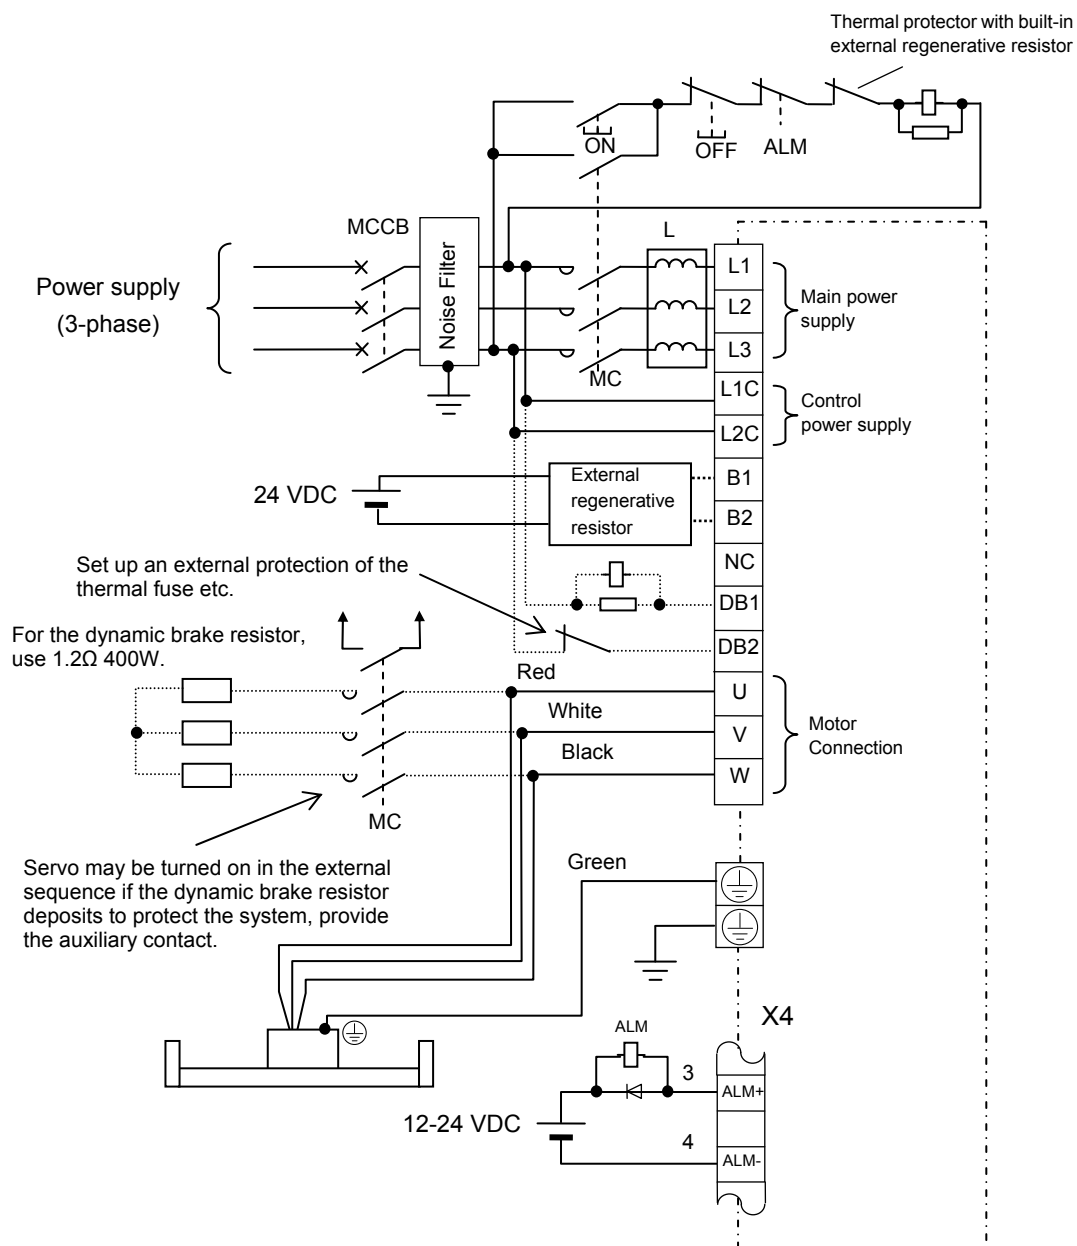 Thermal protector with built-in
external regenerative resistor
ON
OFF
ALM
MCCB
L
Noise Filter
Power supply
(3-phase)
L1
L2
L3
Main power
supply
MC
L1C
L2C
Control
power supply
24 VDC
External
regenerative
resistor
B1
B2
NC
DB1
DB2
Set up an external protection of the
thermal fuse etc.
For the dynamic brake resistor,
use 1.2Ω 400W.
Red
White
Black
U
V
W
Motor
Connection
MC
Servo may be turned on in the external
sequence if the dynamic brake resistor
deposits to protect the system, provide
the auxiliary contact.
Green
X4
ALM
3
ALM+
12-24 VDC
4
ALM-